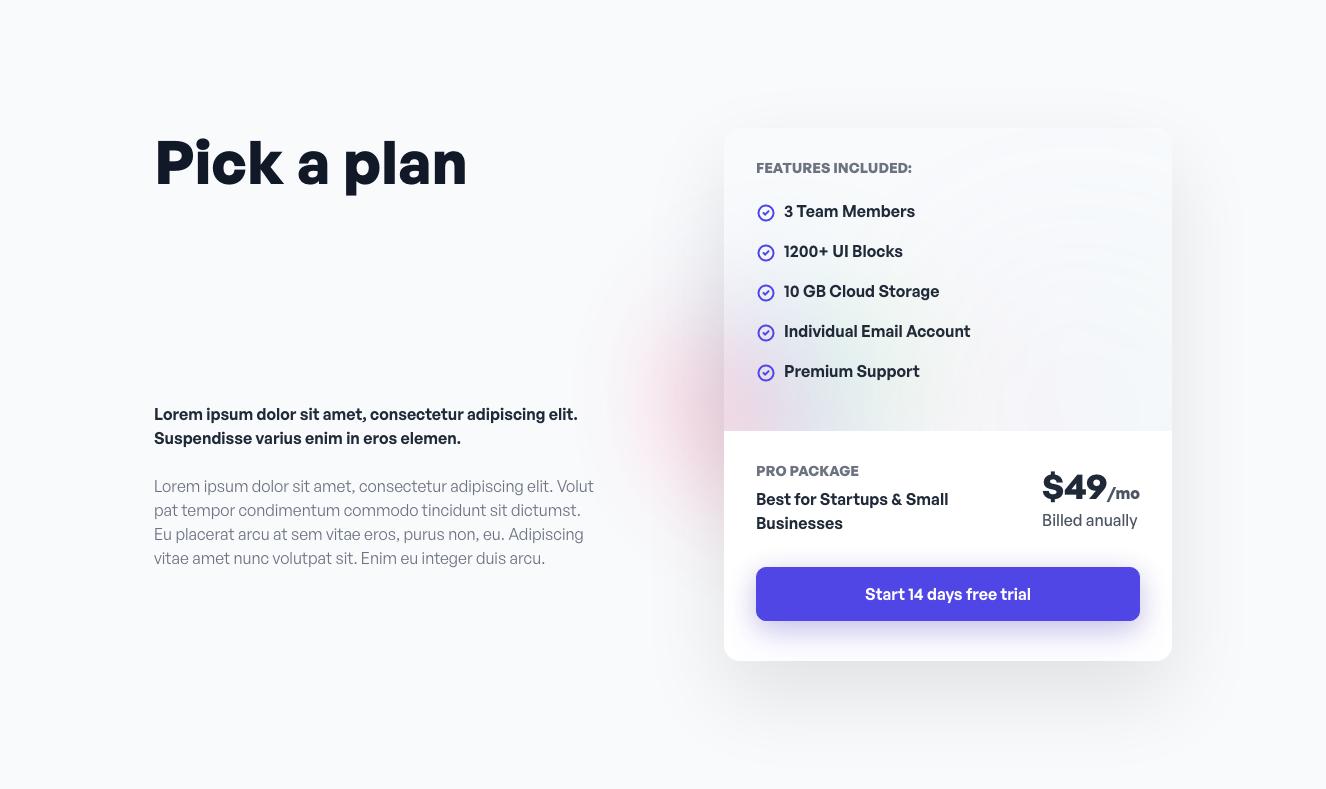 Pick a plan
Lorem ipsum dolor sit amet, consectetur adipiscing elit.
Suspendisse varius enim in eros elemen.
Lorem ipsum dolor sit amet, consectetur adipiscing elit. Volut
pat tempor condimentum commodo tincidunt sit dictumst.
Eu placerat arcu at sem vitae eros, purus non, eu. Adipiscing
vitae amet nunc volutpat sit. Enim eu integer duis arcu.
FEATURES INCLUDED:
3 Team Members
1200+ UI Blocks
10 GB Cloud Storage
Individual Email Account
Premium Support
PRO PACKAGE
Best for Startups & Small
Businesses
$49/mo
Billed anually
Start 14 days free trial